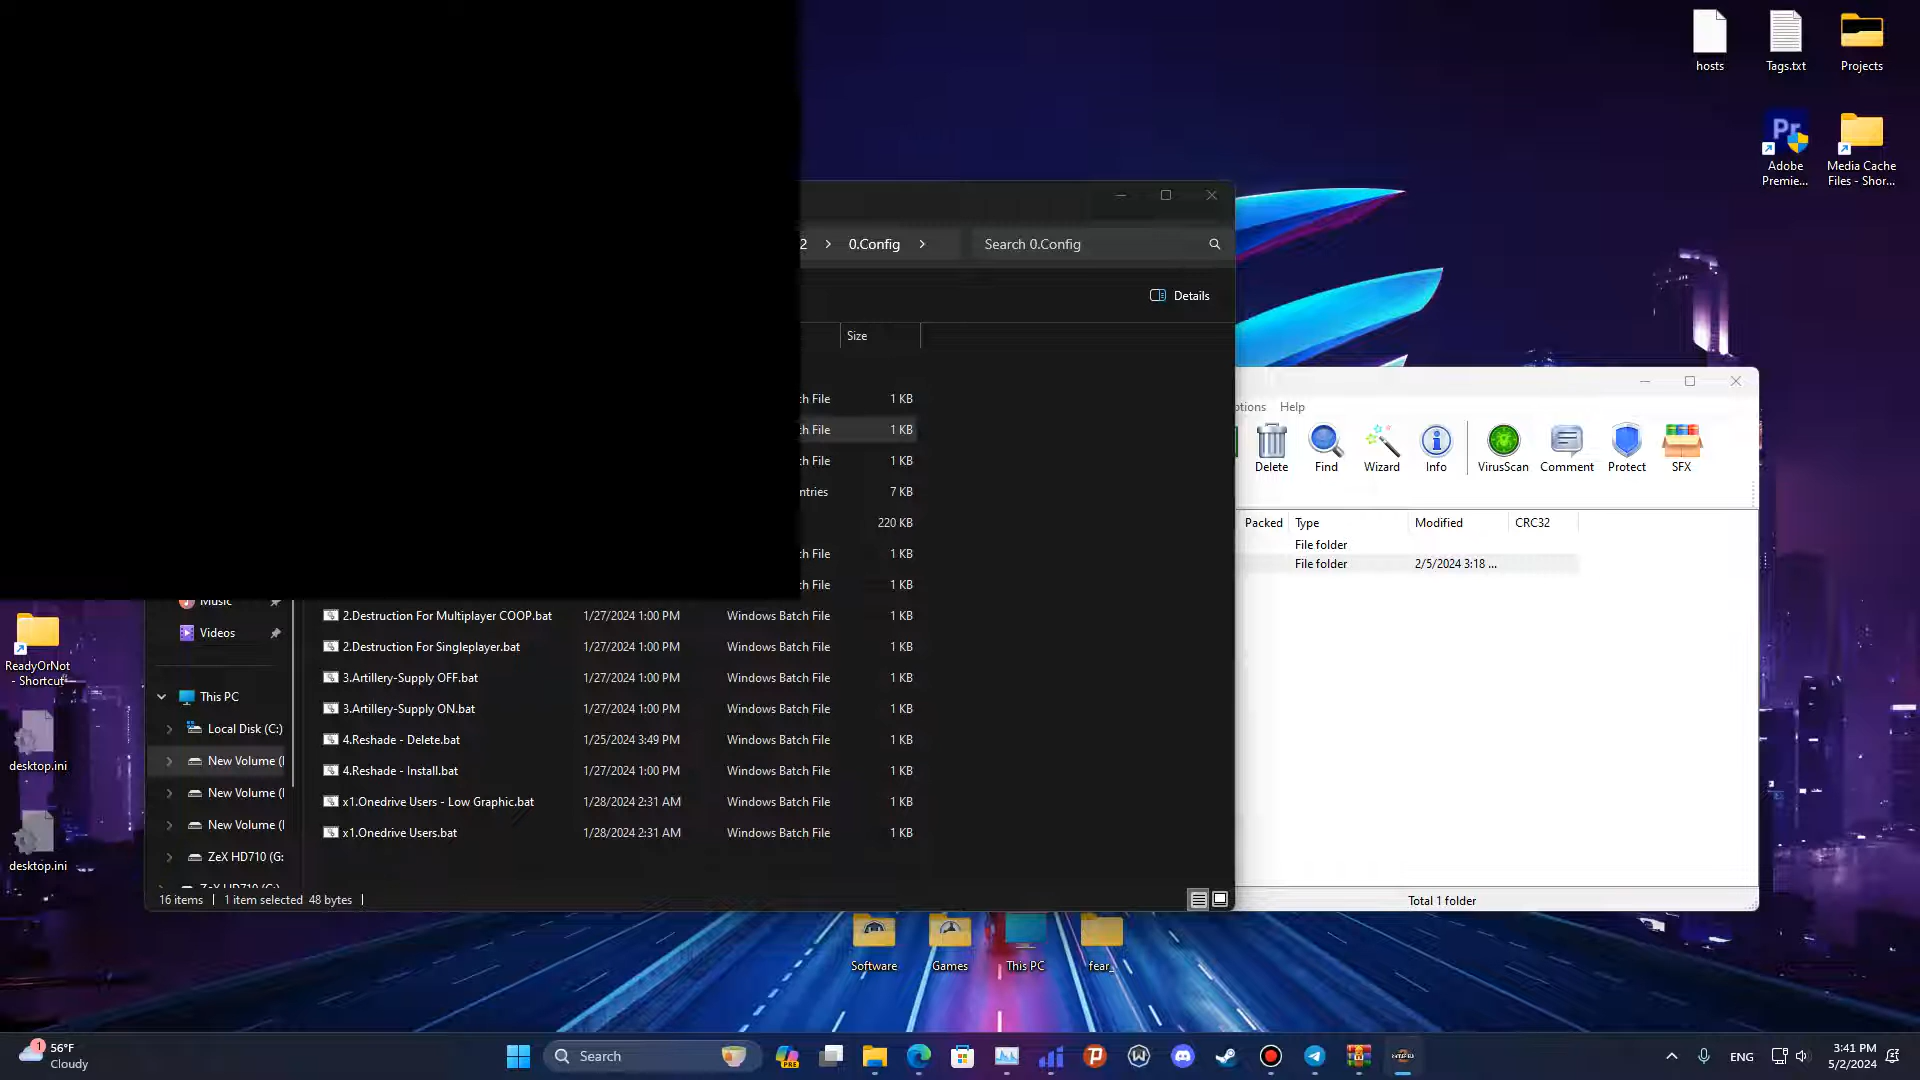 hosts
Tags.txt
Projects
Pr
Adobe Premie...
Media Cache Files - Shor...
2 > 0.Config >
Search 0.Config
Details
Size
ch File 1 KB
ch File 1 KB
ch File 1 KB
ntries 7 KB
220 KB
ch File 1 KB
ch File 1 KB
Music
Videos
This PC
Local Disk (C:)
New Volume (
New Volume (
New Volume (
ZeX HD710 (G:
ZeX HD710 (G:)
2.Destruction For Multiplayer COOP.bat 1/27/2024 1:00 PM Windows Batch File 1 KB
2.Destruction For Singleplayer.bat 1/27/2024 1:00 PM Windows Batch File 1 KB
3.Artillery-Supply OFF.bat 1/27/2024 1:00 PM Windows Batch File 1 KB
3.Artillery-Supply ON.bat 1/27/2024 1:00 PM Windows Batch File 1 KB
4.Reshade - Delete.bat 1/25/2024 3:49 PM Windows Batch File 1 KB
4.Reshade - Install.bat 1/27/2024 1:00 PM Windows Batch File 1 KB
x1.Onedrive Users - Low Graphic.bat 1/28/2024 2:31 AM Windows Batch File 1 KB
x1.Onedrive Users.bat 1/28/2024 2:31 AM Windows Batch File 1 KB
16 items | 1 item selected 48 bytes |
ptions Help
Delete Find Wizard Info VirusScan Comment Protect SFX
Packed Type Modified CRC32
File folder
File folder 2/5/2024 3:18 ...
Total 1 folder
ReadyOrNot - Shortcut
desktop.ini
desktop.ini
Software
Games
This PC
fear_
1
56°F
Cloudy
Search
PRE
ENG
3:41 PM
5/2/2024